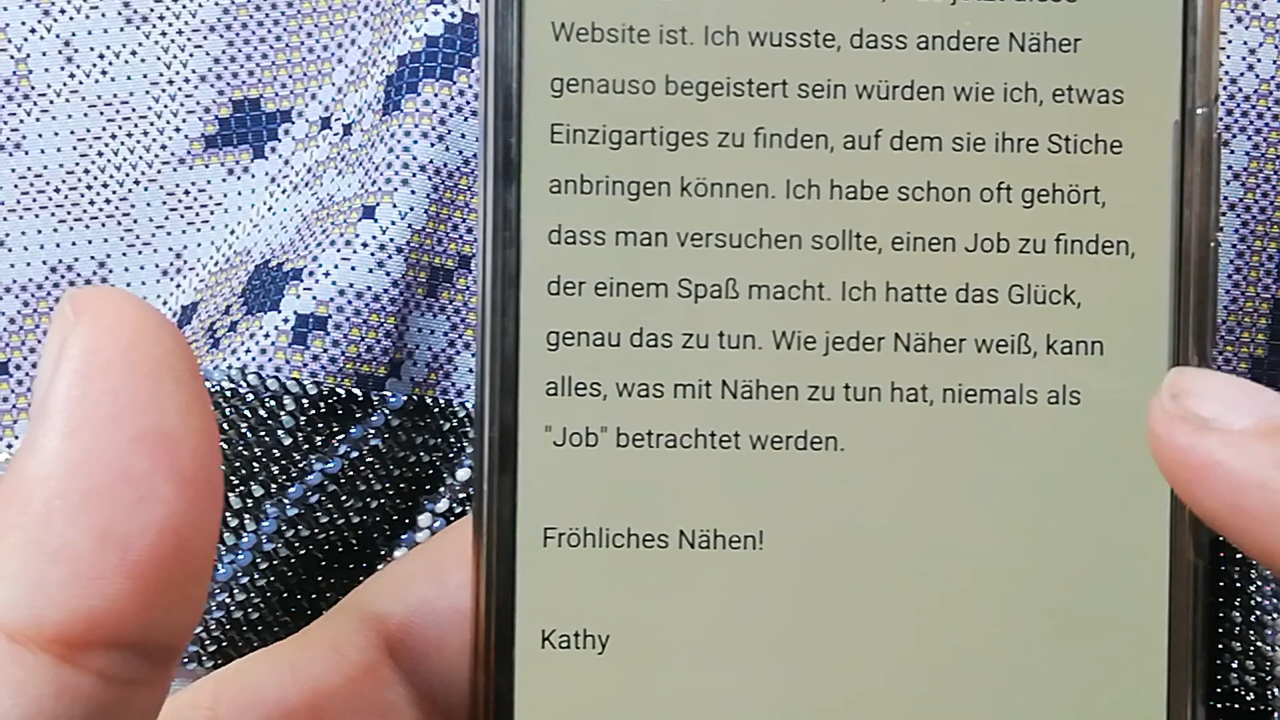 Website ist. Ich wusste, dass andere Näher
genauso begeistert sein würden wie ich, etwas
Einzigartiges zu finden, auf dem sie ihre Stiche
anbringen können. Ich habe schon oft gehört,
dass man versuchen sollte, einen Job zu finden,
der einem Spaß macht. Ich hatte das Glück,
genau das zu tun. Wie jeder Näher weiß, kann
alles, was mit Nähen zu tun hat, niemals als
"Job" betrachtet werden.
Fröhliches Nähen!
Kathy